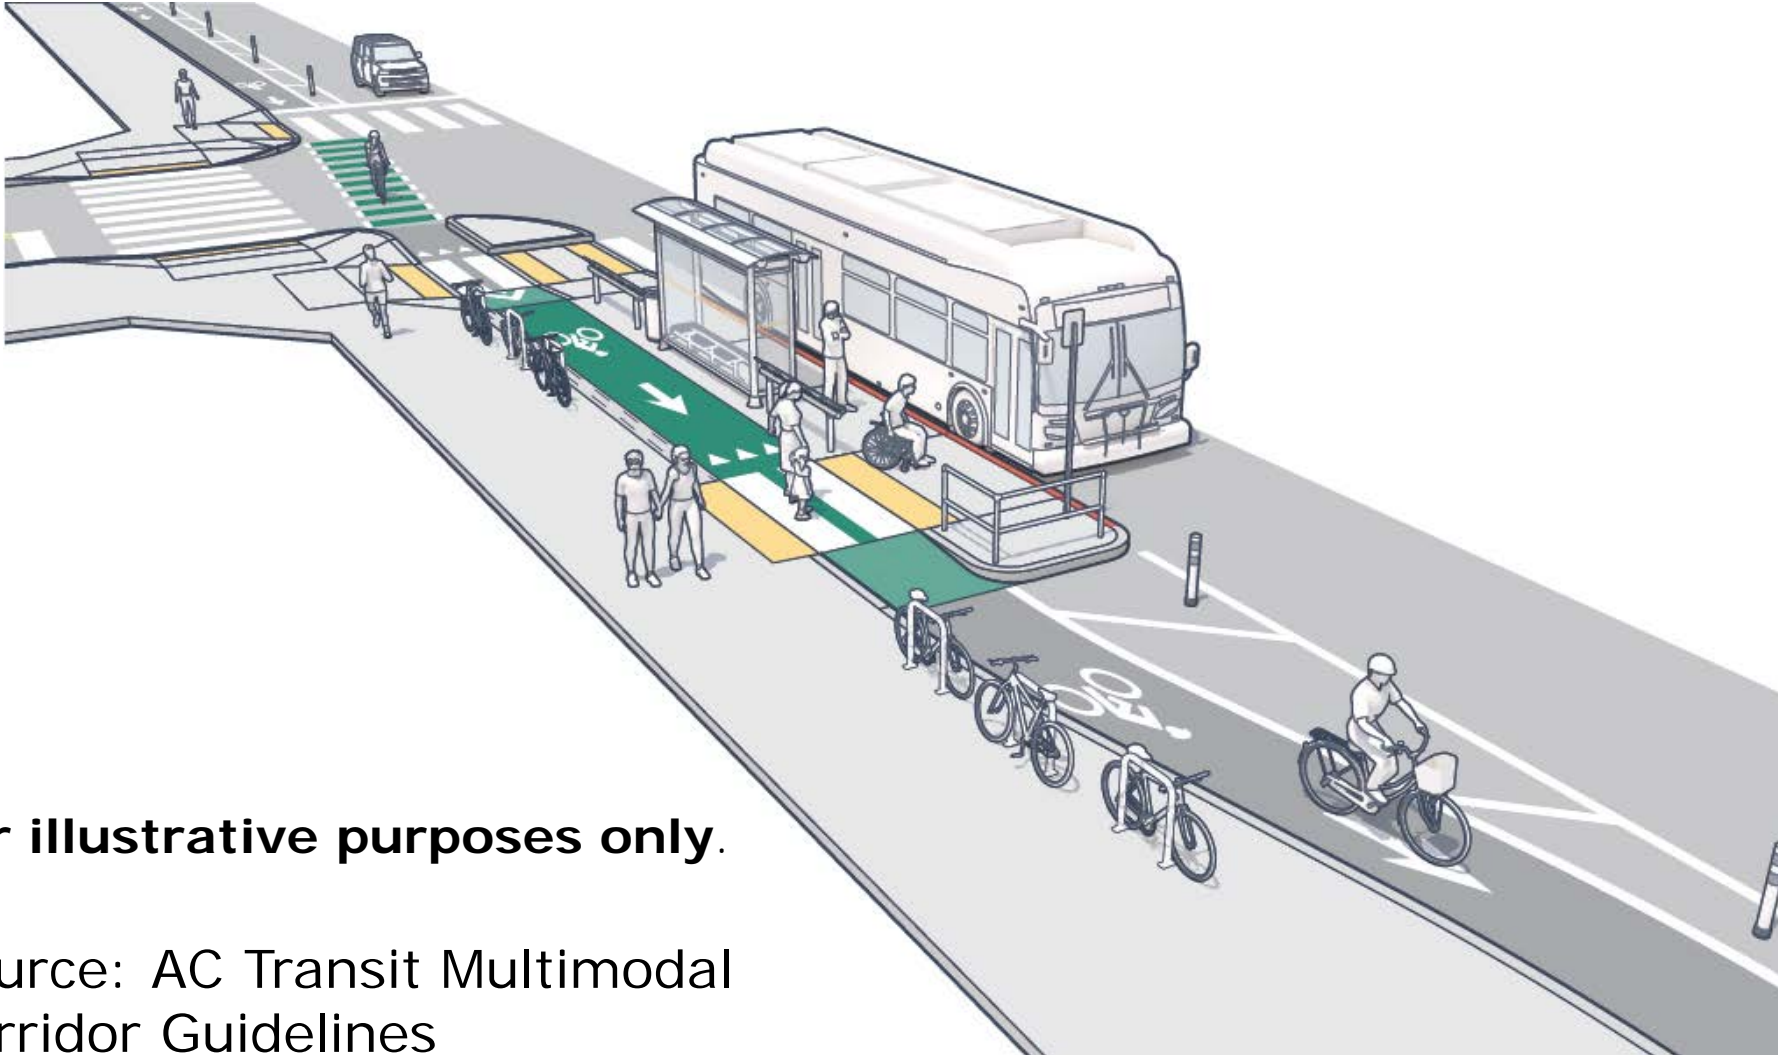 r illustrative purposes only.
urce: AC Transit Multimodal
rridor Guidelines